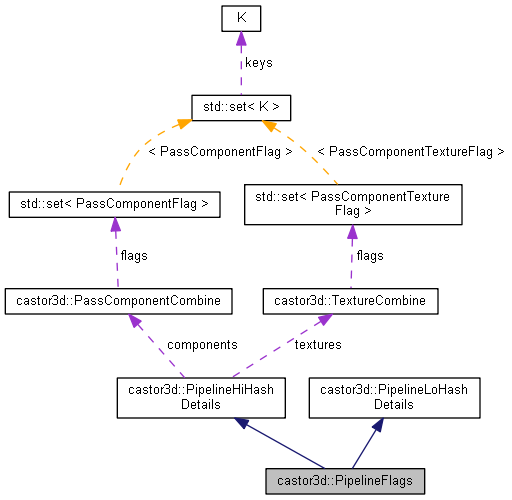 K
keys
std::set< K >
< PassComponentFlag >
< PassComponentTextureFlag >
std::set< PassComponentFlag >
std::set< PassComponentTexture
Flag >
flags
flags
castor3d::PassComponentCombine
castor3d::TextureCombine
components
textures
castor3d::PipelineHiHash
Details
castor3d::PipelineLoHash
Details
castor3d::PipelineFlags